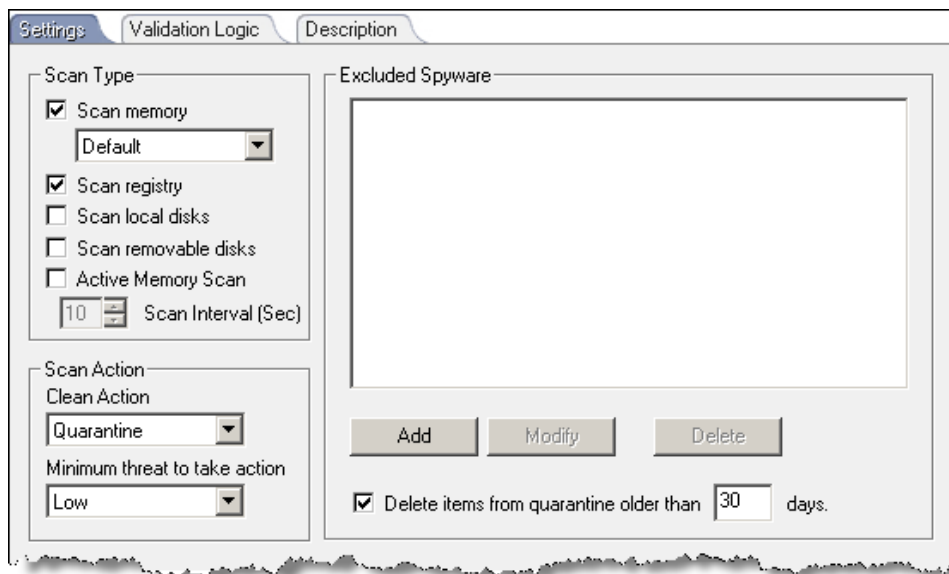 Settings
Validation Logic
Description
Scan Type
Scan memory
Default
Scan registry
Scan local disks
Scan removable disks
Active Memory Scan
10 Scan Interval (Sec)
Scan Action
Clean Action
Quarantine
Minimum threat to take action
Low
Excluded Spyware
Add
Modify
Delete
Delete items from quarantine older than 30 days.